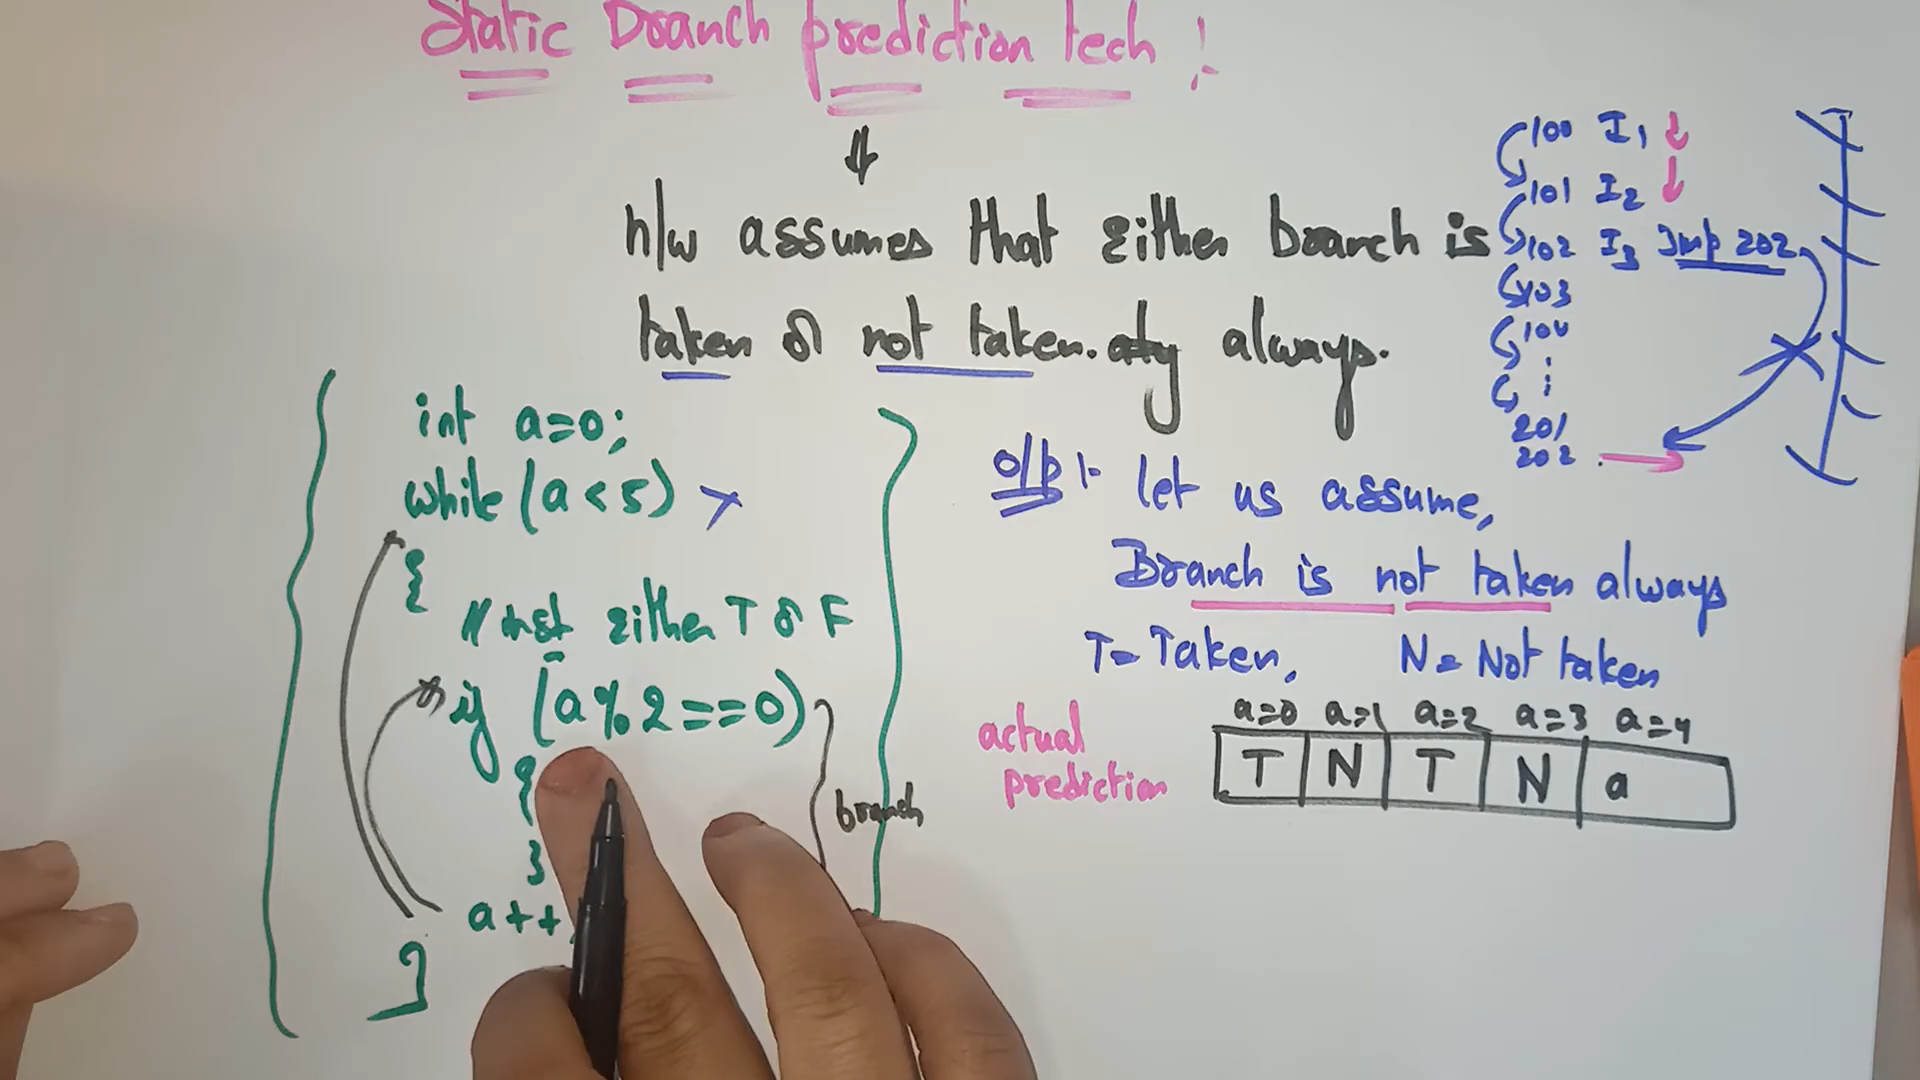 Static Branch prediction tech :-
h/w assumes that either branch is
taken or not taken. always.
100 I1
101 I2
102 I3 Jmp 202
103
104
:
:
201
202
int a=0;
while (a<5)
{
// inst either T or F
if (a%2==0)
{
}
branch
a++
}
o/p :- let us assume,
Branch is not taken always
T= Taken, N= Not taken
a=0 a=1 a=2 a=3 a=4
actual
prediction
T N T N a